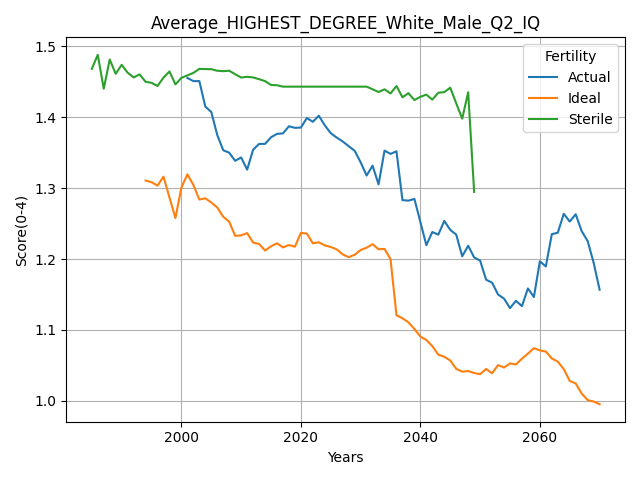 Average_HIGHEST_DEGREE_White_Male_Q2_IQ
Score(0-4)
1.5
1.4
1.3
1.2
1.1
1.0
Fertility
Actual
Ideal
Sterile
2000 2020 2040 2060
Years